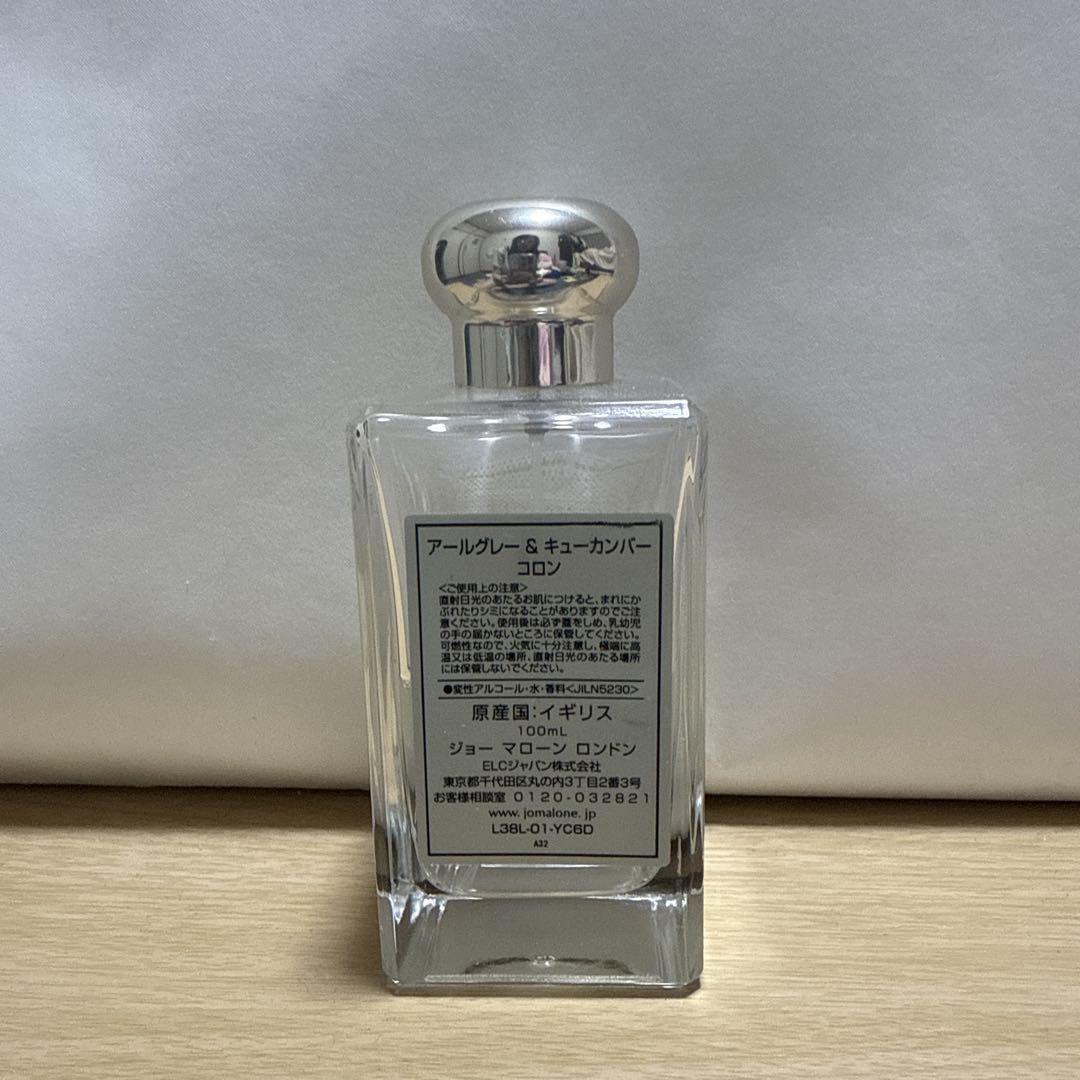 アールグレー & キューカンバー
コロン
<ご使用上の注意>
直射日光のあたるお肌につけると、まれにか
ぶれたりシミになることがありますのでご注
意ください。使用後は必ず蓋をしめ、乳幼児
の手の届かないところに保管してください。
可燃性なので、火気に十分注意し、極端に高
温又は低温の場所、直射日光のあたる場所
には保管しないでください。
●変性アルコール・水・香料<JILN5230>
原産国：イギリス
100mL
ジョー マローン ロンドン
ELCジャパン株式会社
東京都千代田区丸の内3丁目2番3号
お客様相談室 0120-032821
www.jomalone.jp
L38L-01-YC6D
A32